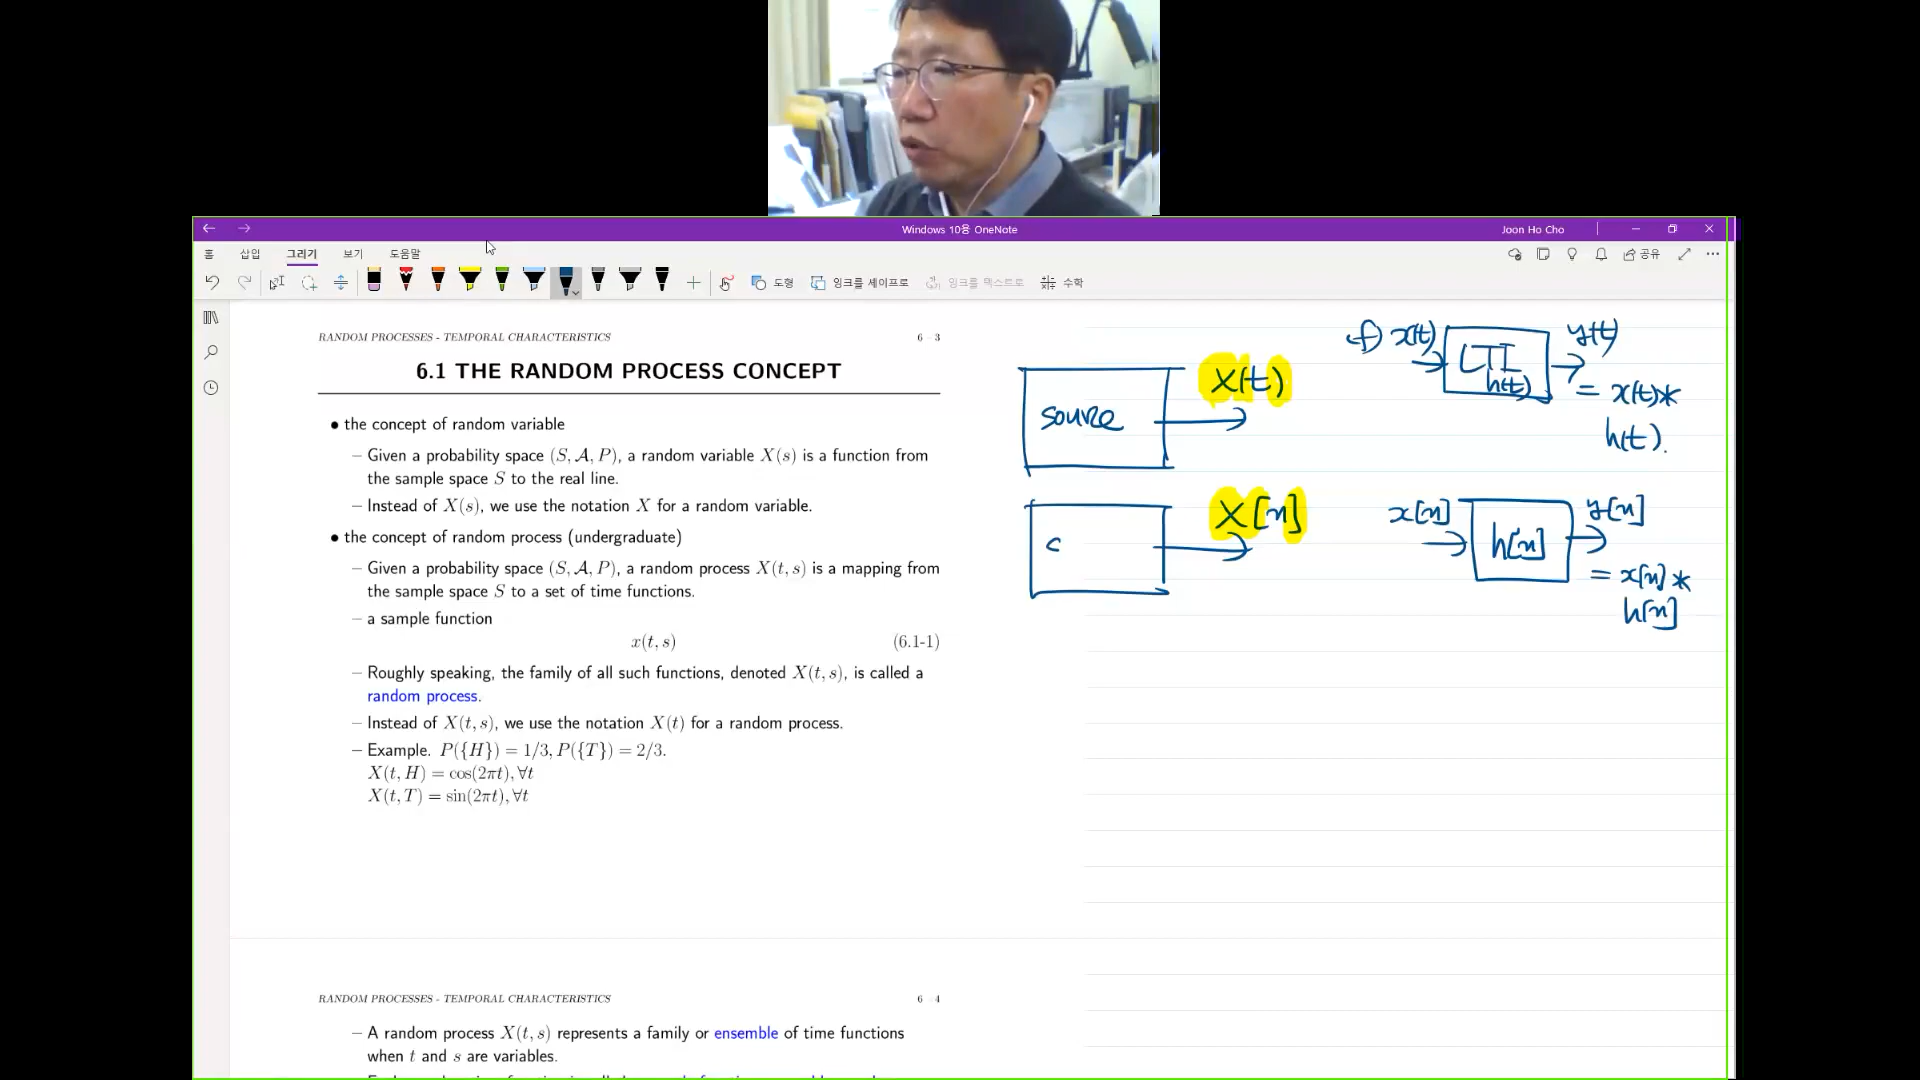 Windows 10용 OneNote
Joon Ho Cho
홈 삽입 그리기 보기 도움말
공유
도형 잉크를 셰이프로 잉크를 텍스트로 수학
RANDOM PROCESSES - TEMPORAL CHARACTERISTICS 6 3
6.1 THE RANDOM PROCESS CONCEPT
● the concept of random variable
– Given a probability space (S, 𝒜, P), a random variable X(s) is a function from
the sample space S to the real line.
– Instead of X(s), we use the notation X for a random variable.
● the concept of random process (undergraduate)
– Given a probability space (S, 𝒜, P), a random process X(t, s) is a mapping from
the sample space S to a set of time functions.
– a sample function
x(t, s) (6.1-1)
– Roughly speaking, the family of all such functions, denoted X(t, s), is called a
random process.
– Instead of X(t, s), we use the notation X(t) for a random process.
– Example. P({H}) = 1/3, P({T}) = 2/3.
X(t, H) = cos(2πt), ∀t
X(t, T) = sin(2πt), ∀t
source
X(t)
cf) x(t)
LTI
h(t)
y(t)
= x(t)*
h(t).
X[n]
x[n]
h[n]
y[n]
= x[n]*
h[n]
RANDOM PROCESSES - TEMPORAL CHARACTERISTICS 6 4
– A random process X(t, s) represents a family or ensemble of time functions
when t and s are variables.